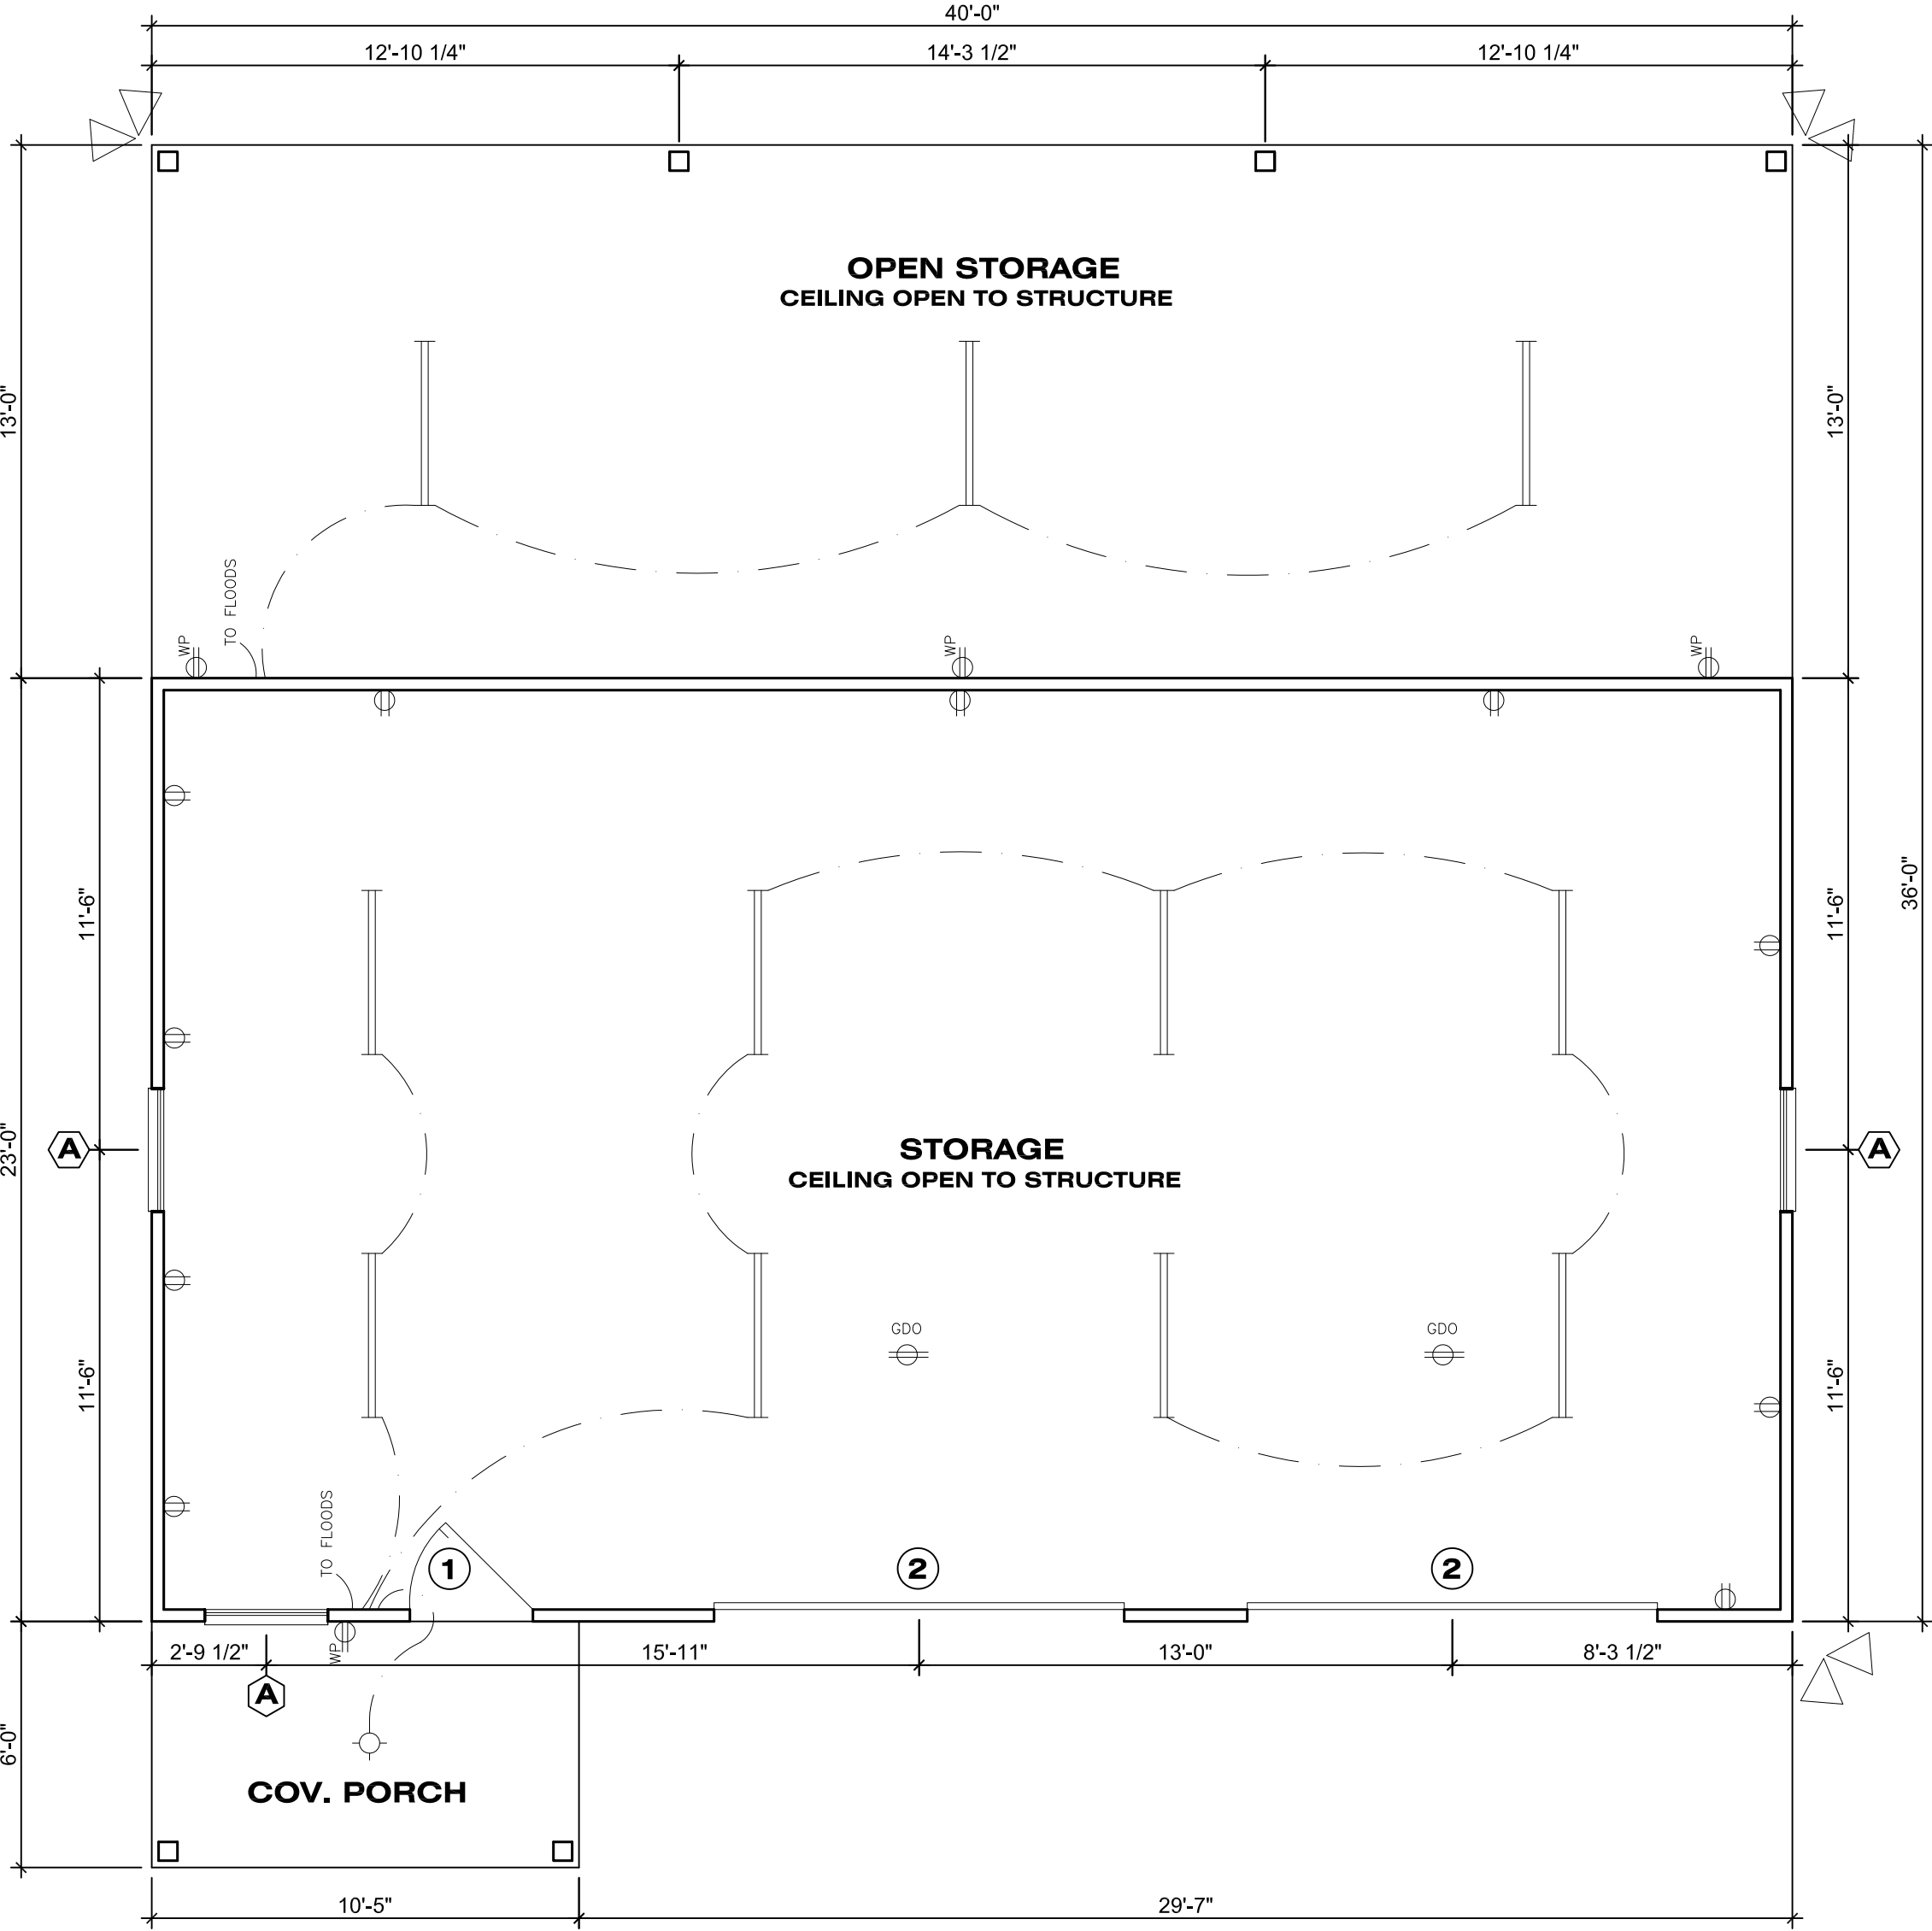 40'-0"
12'-10 1/4" 14'-3 1/2" 12'-10 1/4"
OPEN STORAGE
CEILING OPEN TO STRUCTURE
13'-0" 13'-0"
TO FLOODS
WP WP WP
11'-6" 11'-6" 36'-0"
23'-0"
A A
STORAGE
CEILING OPEN TO STRUCTURE
GDO GDO
11'-6" 11'-6"
TO FLOODS
1 2 2
WP
2'-9 1/2" 15'-11" 13'-0" 8'-3 1/2"
A
6'-0"
COV. PORCH
10'-5" 29'-7"